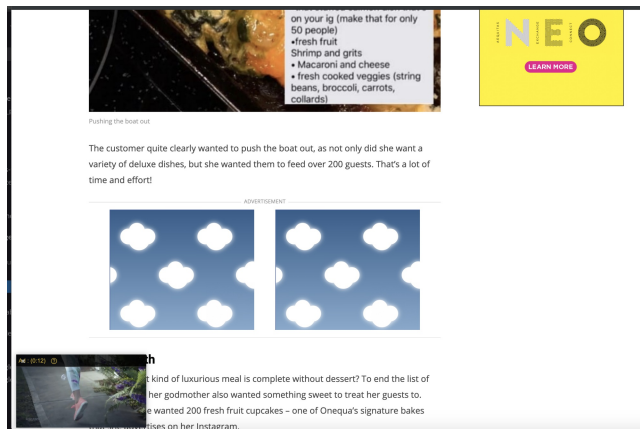 on your ig (make that for only
50 people)
•fresh fruit
Shrimp and grits
• Macaroni and cheese
• fresh cooked veggies (string
beans, broccoli, carrots,
collards)
NEO
LEARN MORE
Pushing the boat out
The customer quite clearly wanted to push the boat out, as not only did she want a
variety of deluxe dishes, but she wanted them to feed over 200 guests. That's a lot of
time and effort!
ADVERTISEMENT
Ad : (0:12)
kind of luxurious meal is complete without dessert? To end the list of
her godmother also wanted something sweet to treat her guests to.
wanted 200 fresh fruit cupcakes – one of Onequa's signature bakes
on her Instagram.